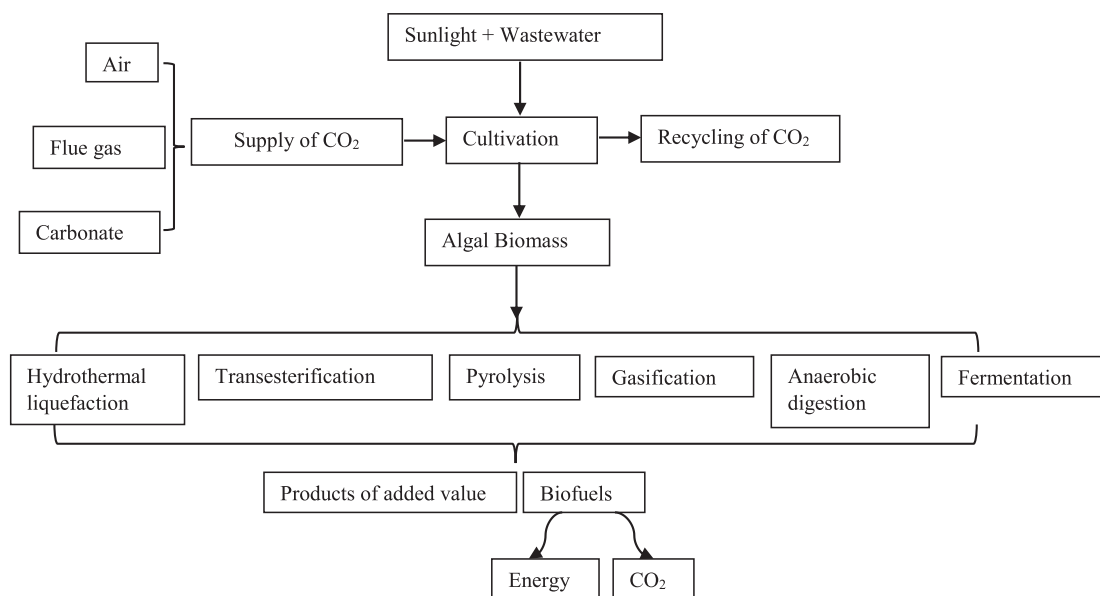 Sunlight + Wastewater
Air
Flue gas
Carbonate
Supply of CO₂
Cultivation
Recycling of CO₂
Algal Biomass
Hydrothermal
liquefaction
Transesterification
Pyrolysis
Gasification
Anaerobic
digestion
Fermentation
Products of added value
Biofuels
Energy
CO₂